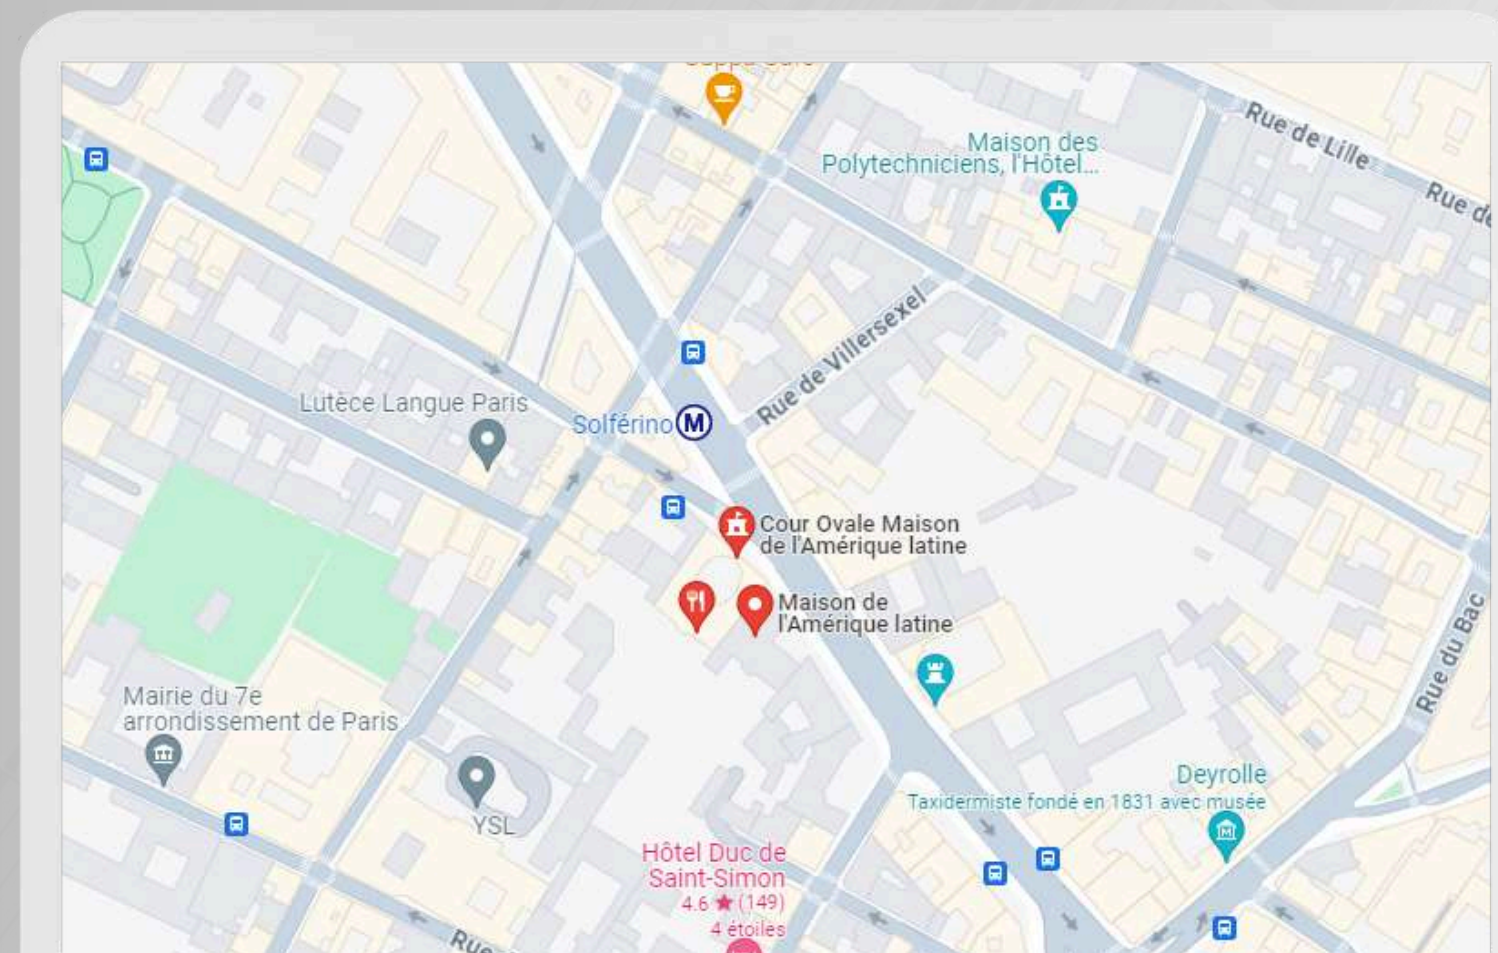 Rue de Lille
Maison des
Polytechniciens, l'Hôtel...
Rue de Villersexel
Lutèce Langue Paris
Solférino
M
Cour Ovale Maison
de l'Amérique latine
Maison de
l'Amérique latine
Rue du Bac
Mairie du 7e
arrondissement de Paris
Deyrolle
Taxidermiste fondé en 1831 avec musée
YSL
Hôtel Duc de
Saint-Simon
4.6 ★ (149)
4 étoiles
Rue